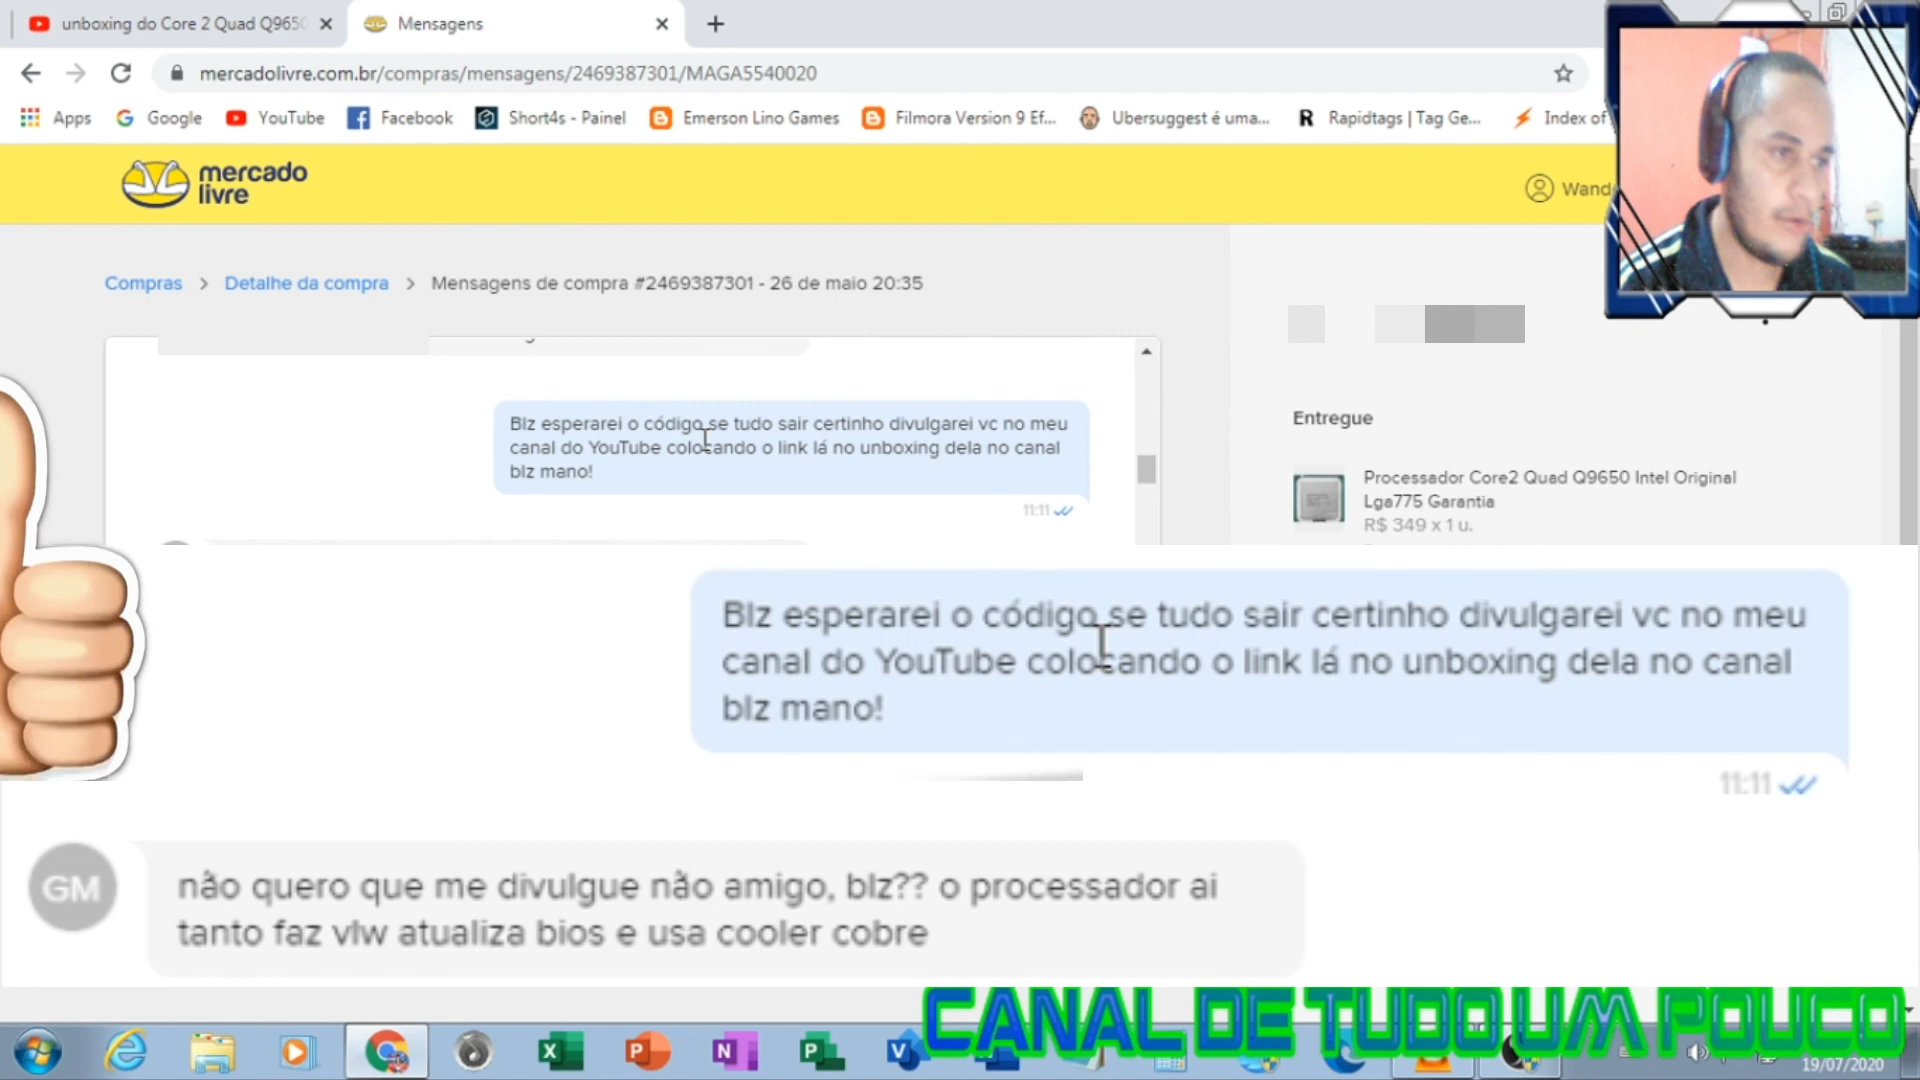 unboxing do Core 2 Quad Q9650
Mensagens
mercadolivre.com.br/compras/mensagens/2469387301/MAGA5540020
Apps
Google
YouTube
Facebook
Short4s - Painel
Emerson Lino Games
Filmora Version 9 Ef...
Ubersuggest é uma...
Rapidtags | Tag Ge...
Index of
mercado
livre
Compras > Detalhe da compra > Mensagens de compra #2469387301 - 26 de maio 20:35
Blz esperarei o código se tudo sair certinho divulgarei vc no meu
canal do YouTube colocando o link lá no unboxing dela no canal
blz mano!
11:11
Entregue
Processador Core2 Quad Q9650 Intel Original
Lga775 Garantia
R$ 349 x 1 u.
Blz esperarei o código se tudo sair certinho divulgarei vc no meu
canal do YouTube colocando o link lá no unboxing dela no canal
blz mano!
11:11
GM
não quero que me divulgue não amigo, blz?? o processador ai
tanto faz vlw atualiza bios e usa cooler cobre
CANAL DE TUDO UM POUCO
19/07/2020